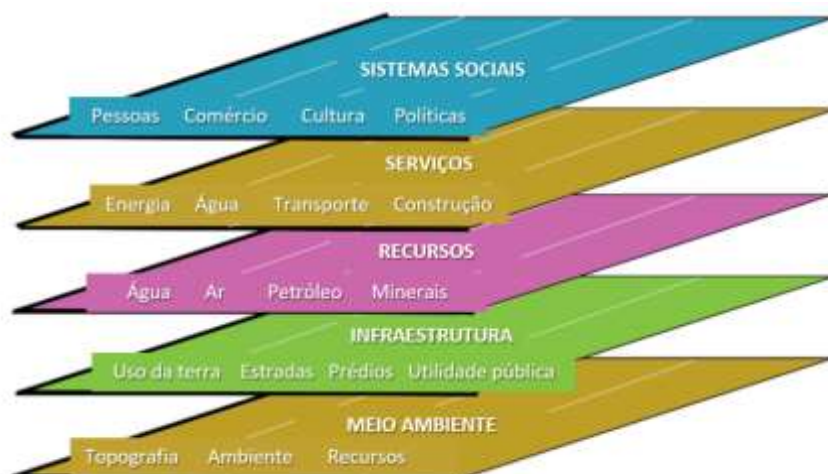 SISTEMAS SOCIAIS
Pessoas Comércio Cultura Políticas
SERVIÇOS
Energia Água Transporte Construção
RECURSOS
Água Ar Petróleo Minerais
INFRAESTRUTURA
Uso da terra Estradas Prédios Utilidade pública
MEIO AMBIENTE
Topografia Ambiente Recursos